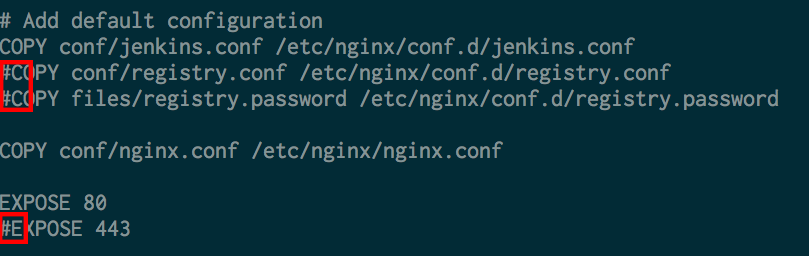 # Add default configuration
COPY conf/jenkins.conf /etc/nginx/conf.d/jenkins.conf
#COPY conf/registry.conf /etc/nginx/conf.d/registry.conf
#COPY files/registry.password /etc/nginx/conf.d/registry.password
COPY conf/nginx.conf /etc/nginx/nginx.conf
EXPOSE 80
#EXPOSE 443